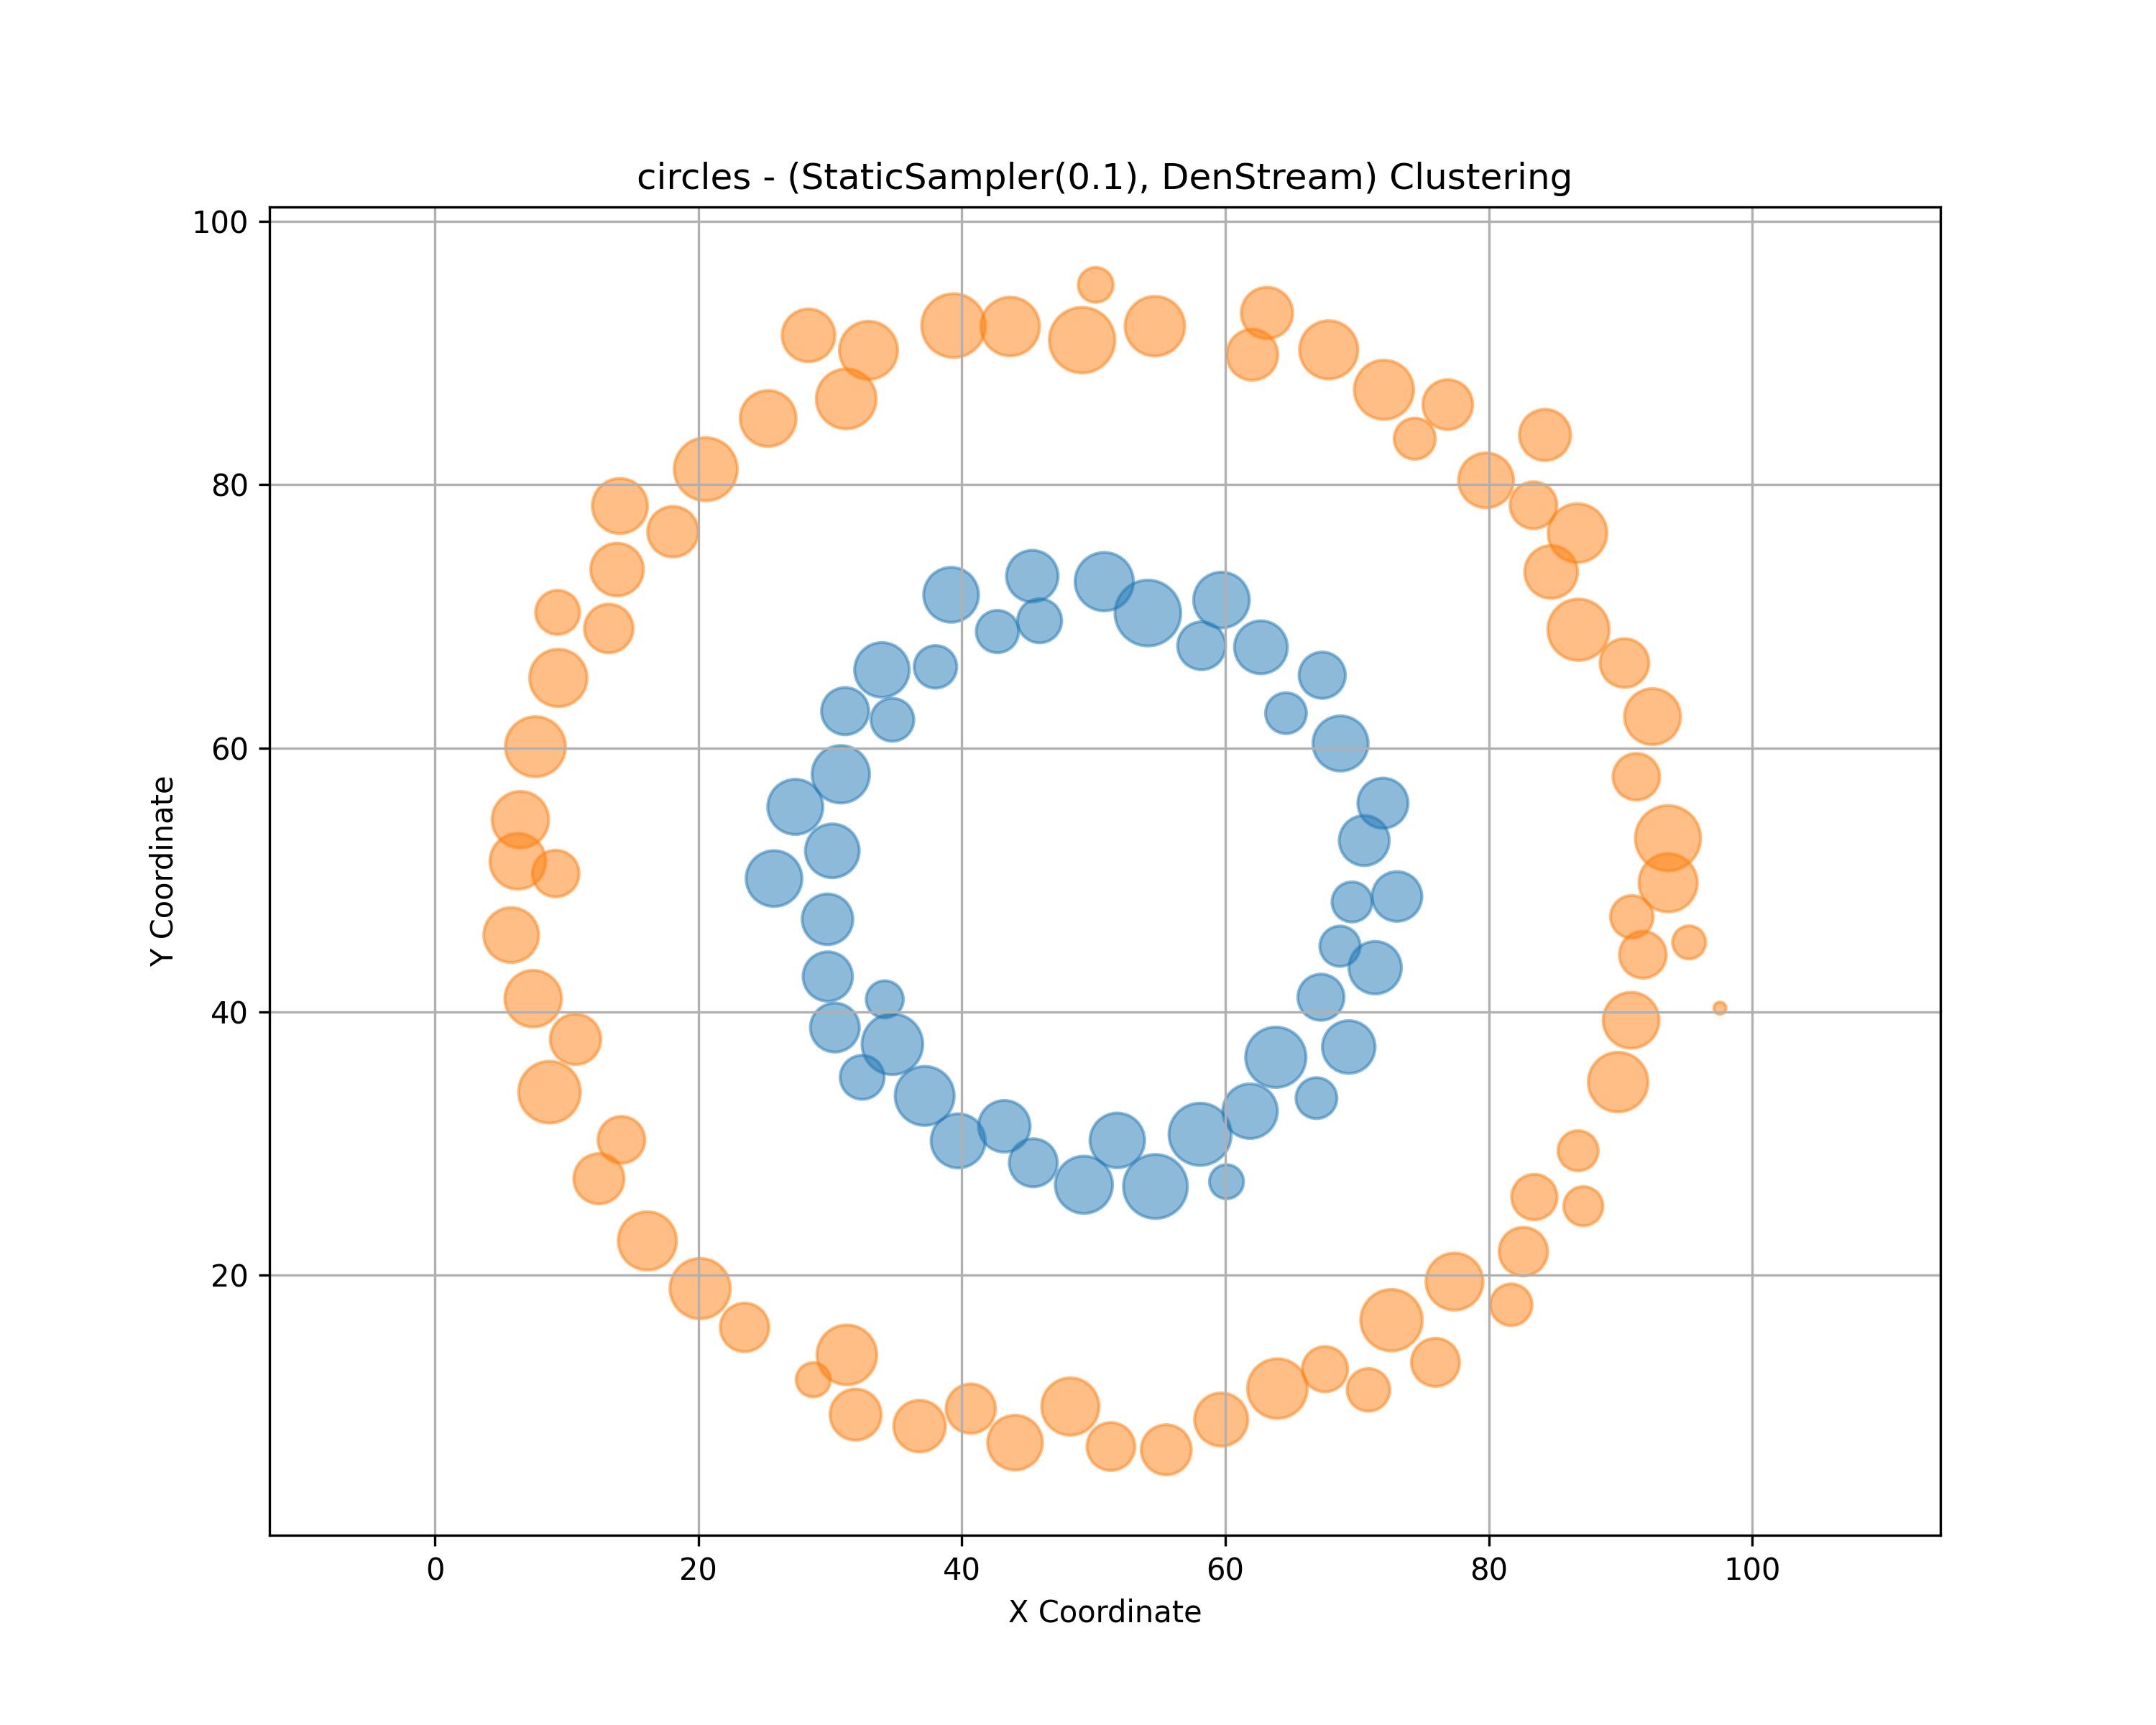 circles - (StaticSampler(0.1), DenStream) Clustering
100
80
60
40
20
Y Coordinate
0 20 40 60 80 100
X Coordinate